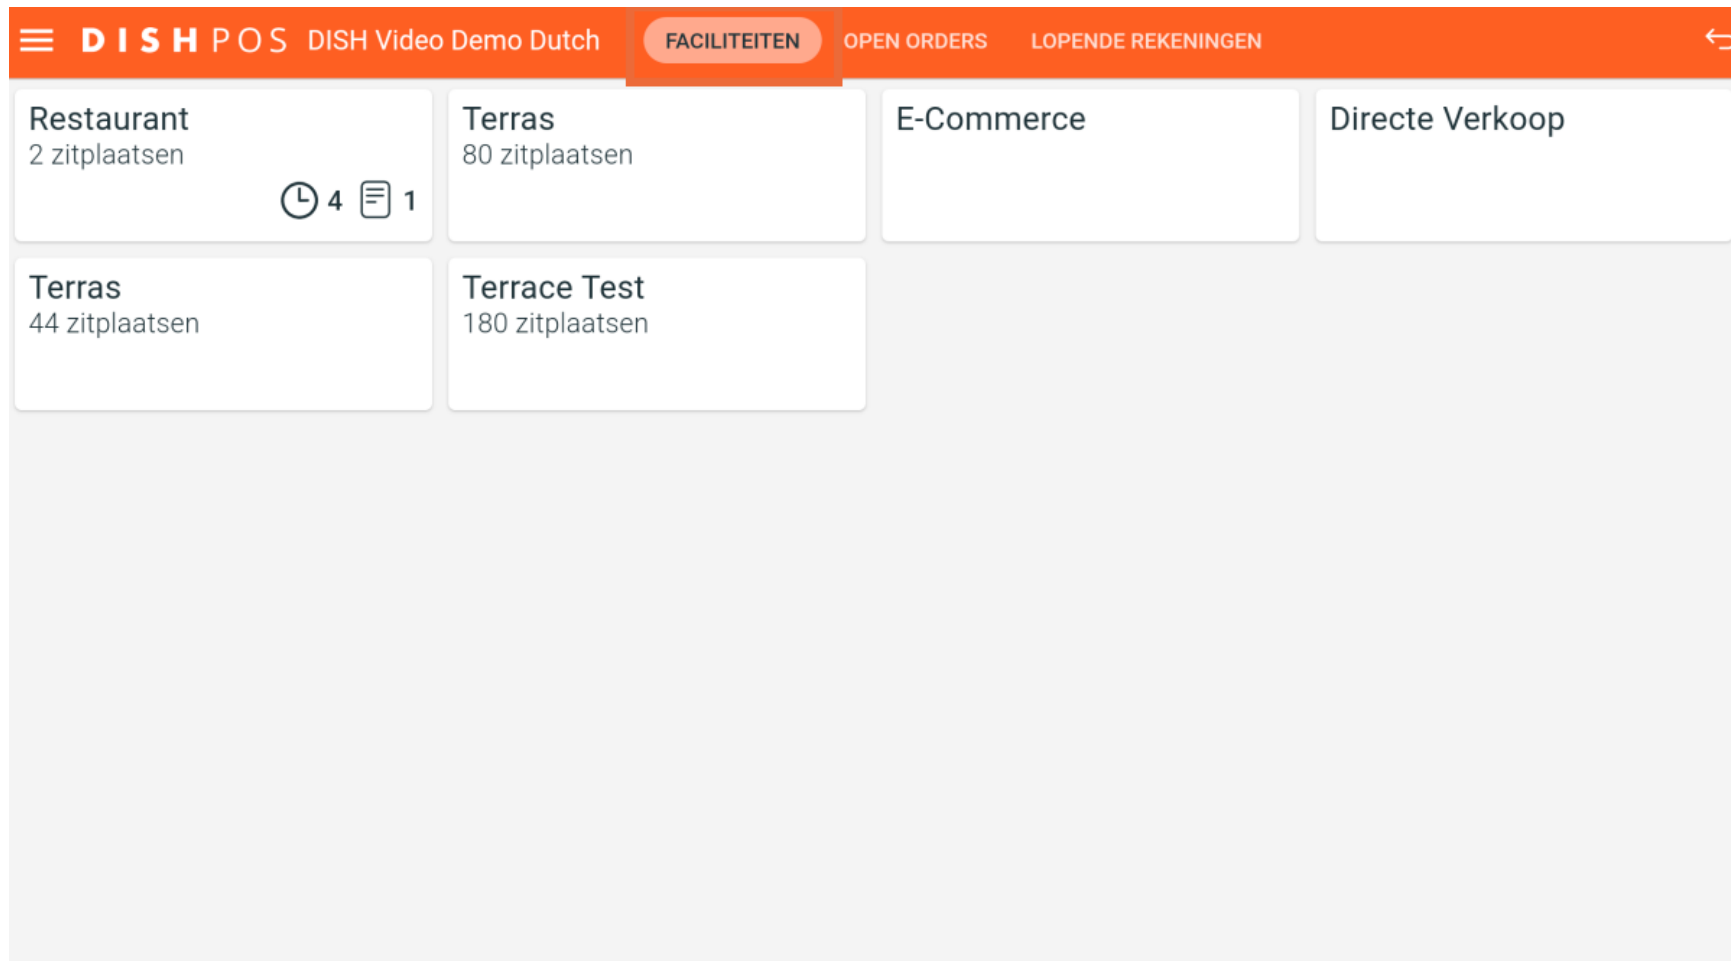 DISH POS DISH Video Demo Dutch FACILITEITEN OPEN ORDERS LOPENDE REKENINGEN
Restaurant
2 zitplaatsen
4 1
Terras
80 zitplaatsen
E-Commerce
Directe Verkoop
Terras
44 zitplaatsen
Terrace Test
180 zitplaatsen